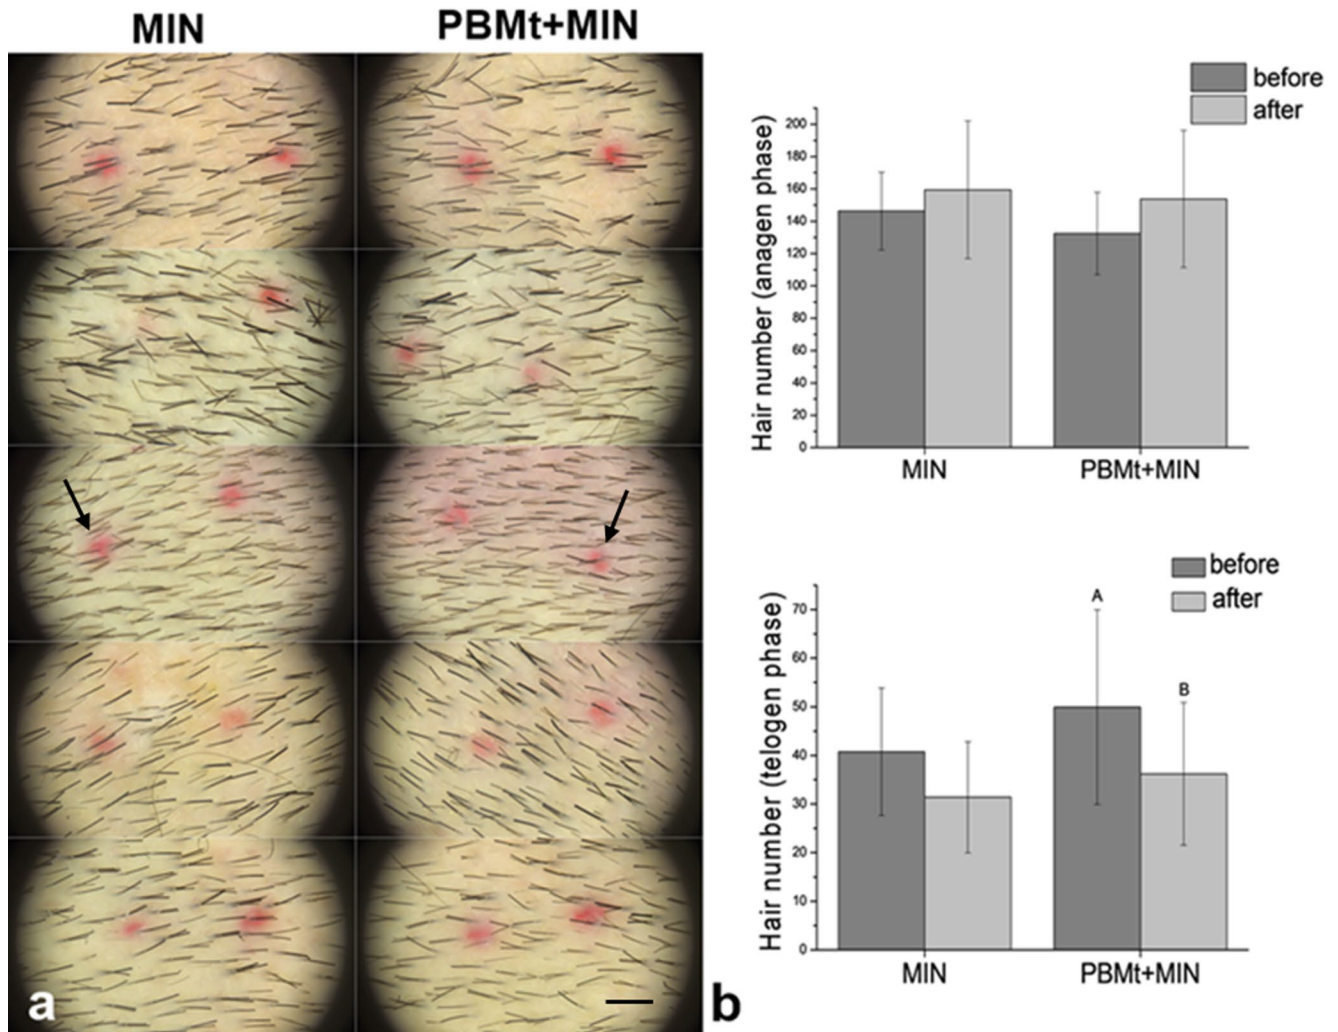 MIN
PBMt+MIN
a
b
before
after
Hair number (anagen phase)
200
180
160
140
120
100
80
60
40
20
0
MIN
PBMt+MIN
before
after
Hair number (telogen phase)
70
60
50
40
30
20
10
0
A
B
MIN
PBMt+MIN